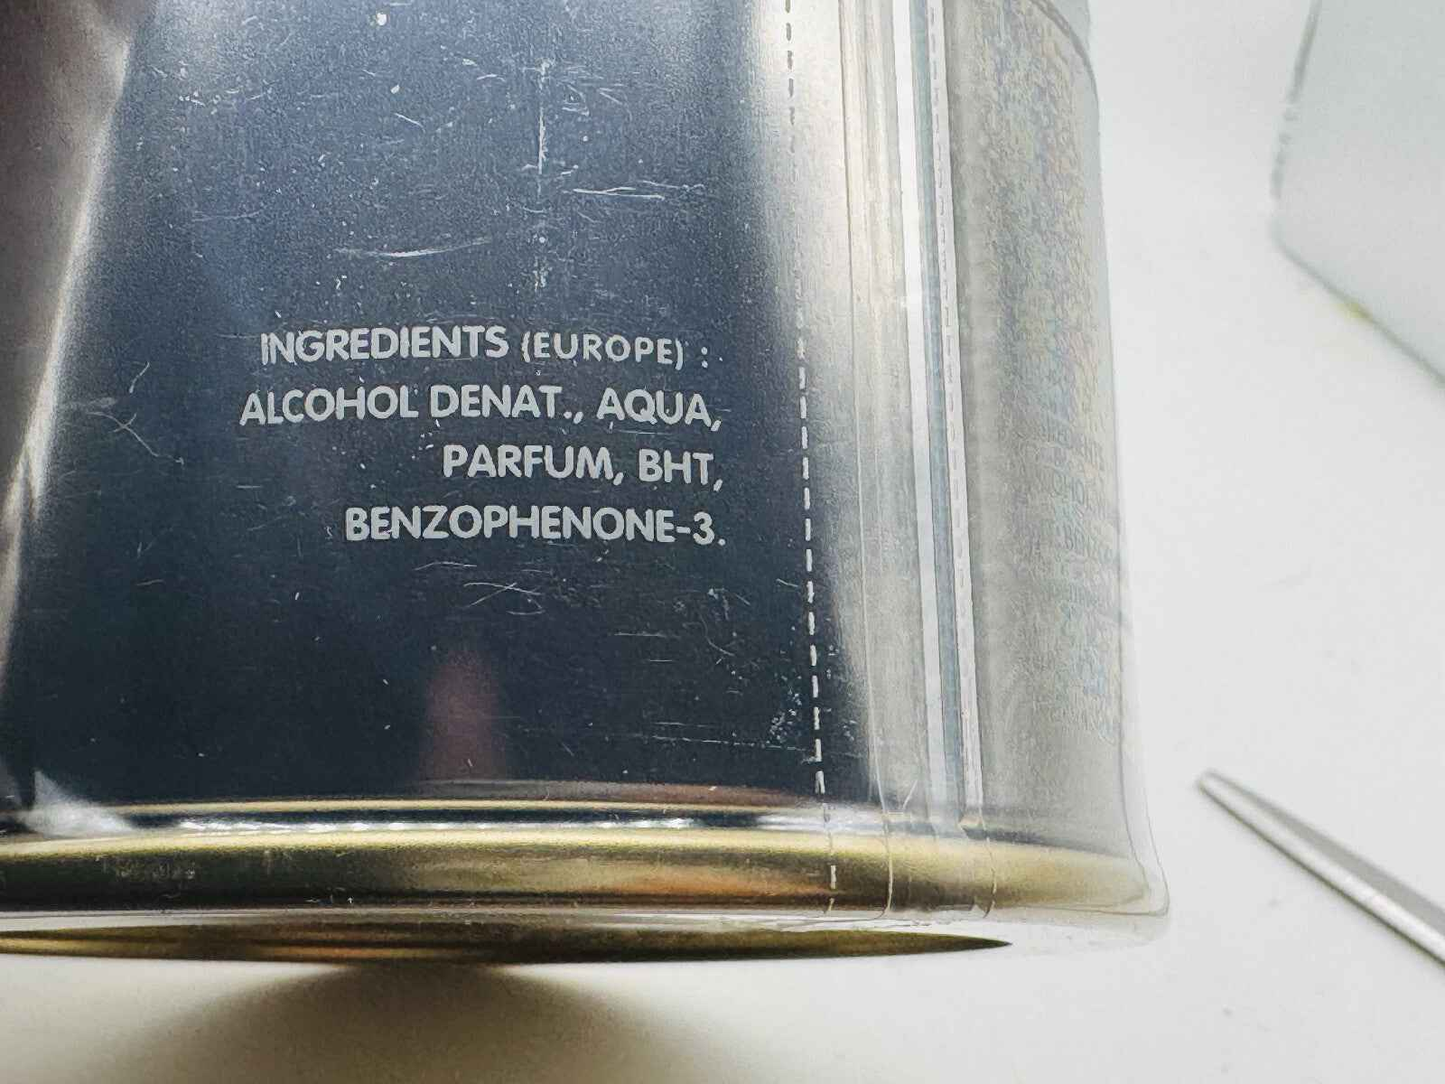 INGREDIENTS (EUROPE) :
ALCOHOL DENAT., AQUA,
PARFUM, BHT,
BENZOPHENONE-3.